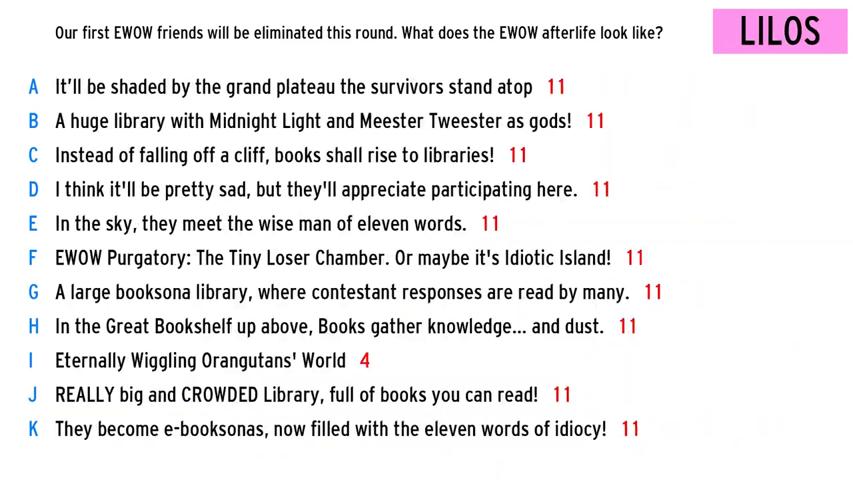 Our first EWOW friends will be eliminated this round. What does the EWOW afterlife look like?
LILOS
A It’ll be shaded by the grand plateau the survivors stand atop 11
B A huge library with Midnight Light and Meester Tweester as gods! 11
C Instead of falling off a cliff, books shall rise to libraries! 11
D I think it'll be pretty sad, but they'll appreciate participating here. 11
E In the sky, they meet the wise man of eleven words. 11
F EWOW Purgatory: The Tiny Loser Chamber. Or maybe it's Idiotic Island! 11
G A large booksona library, where contestant responses are read by many. 11
H In the Great Bookshelf up above, Books gather knowledge... and dust. 11
I Eternally Wiggling Orangutans' World 4
J REALLY big and CROWDED Library, full of books you can read! 11
K They become e-booksonas, now filled with the eleven words of idiocy! 11